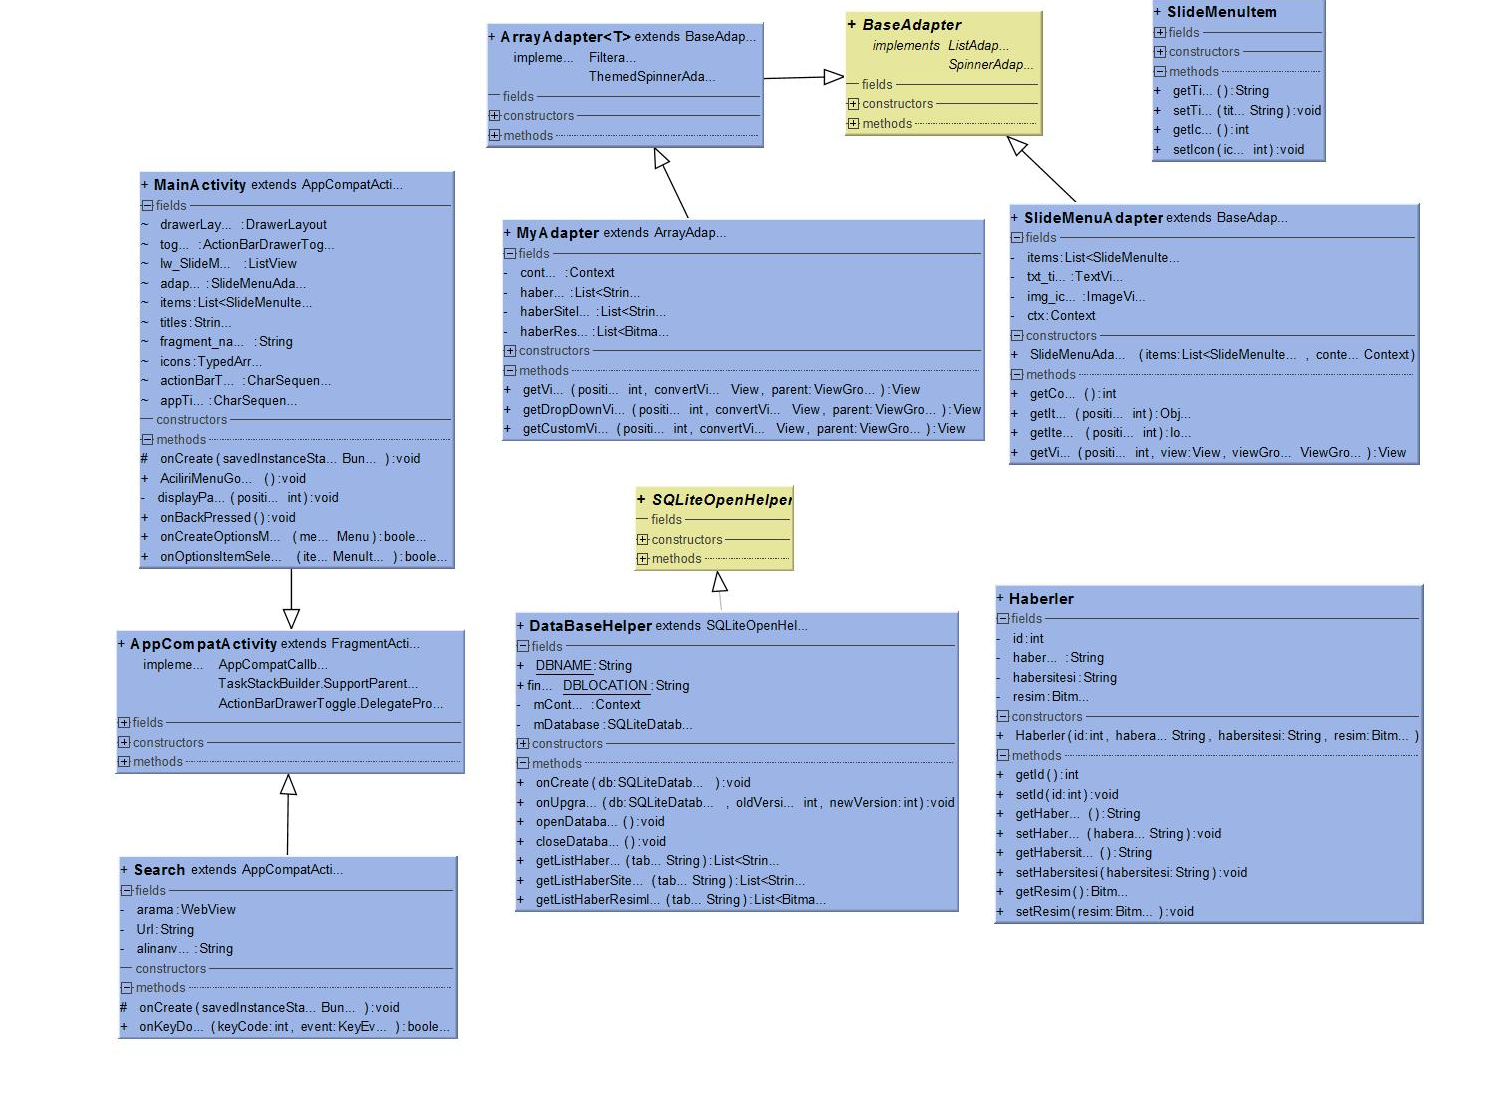 + ArrayAdapter<T> extends BaseAdap...
impleme... Filtera...
ThemedSpinnerAda...
fields
constructors
methods
+ BaseAdapter
implements ListAdap...
SpinnerAdap...
fields
constructors
methods
+ SlideMenuItem
fields
constructors
methods
+ getTi... ():String
+ setTi... (tit... String):void
+ getIc... ():int
+ setIcon(ic... int):void
+ MainActivity extends AppCompatActi...
fields
~ drawerLay... :DrawerLayout
~ tog... :ActionBarDrawerTog...
~ lw_SlideM... :ListView
~ adap... :SlideMenuAda...
~ items:List<SlideMenuIte...
~ titles:Strin...
~ fragment_na... :String
~ icons:TypedArr...
~ actionBarT... :CharSequen...
~ appTi... :CharSequen...
constructors
methods
# onCreate(savedInstanceSta... Bun... ):void
+ AciliriMenuGo... ():void
- displayPa... (positi... int):void
+ onBackPressed():void
+ onCreateOptionsM... (me... Menu):boole...
+ onOptionsItemSele... (ite... MenuIt... ):boole...
+ MyAdapter extends ArrayAdap...
fields
- cont... :Context
- haber... :List<Strin...
- haberSitel... :List<Strin...
- haberRes... :List<Bitma...
constructors
methods
+ getVi... (positi... int, convertVi... View, parent:ViewGro... ):View
+ getDropDownVi... (positi... int, convertVi... View, parent:ViewGro... ):View
+ getCustomVi... (positi... int, convertVi... View, parent:ViewGro... ):View
+ SlideMenuAdapter extends BaseAdap...
fields
- items:List<SlideMenuIte...
- txt_ti... :TextVi...
- img_ic... :ImageVi...
- ctx:Context
constructors
+ SlideMenuAda... (items:List<SlideMenuIte... , conte... Context)
methods
+ getCo... ():int
+ getIt... (positi... int):Obj...
+ getIte... (positi... int):lo...
+ getVi... (positi... int, view:View, viewGro... ViewGro... ):View
+ SQLiteOpenHelper
fields
constructors
methods
+ AppCompatActivity extends FragmentActi...
impleme... AppCompatCallb...
TaskStackBuilder.SupportParent...
ActionBarDrawerToggle.DelegatePro...
fields
constructors
methods
+ DataBaseHelper extends SQLiteOpenHel...
fields
+ DBNAME:String
+ fin... DBLOCATION:String
- mCont... :Context
- mDatabase:SQLiteDatab...
constructors
methods
+ onCreate(db:SQLiteDatab... ):void
+ onUpgra... (db:SQLiteDatab... , oldVersi... int, newVersion:int):void
+ openDataba... ():void
+ closeDataba... ():void
+ getListHaber... (tab... String):List<Strin...
+ getListHaberSite... (tab... String):List<Strin...
+ getListHaberResiml... (tab... String):List<Bitma...
+ Haberler
fields
- id:int
- haber... :String
- habersitesi:String
- resim:Bitm...
constructors
+ Haberler(id:int, habera... String, habersitesi:String, resim:Bitm... )
methods
+ getId():int
+ setId(id:int):void
+ getHaber... ():String
+ setHaber... (habera... String):void
+ getHabersit... ():String
+ setHabersitesi(habersitesi:String):void
+ getResim():Bitm...
+ setResim(resim:Bitm... ):void
+ Search extends AppCompatActi...
fields
- arama:WebView
- Url:String
- alinanv... :String
constructors
methods
# onCreate(savedInstanceSta... Bun... ):void
+ onKeyDo... (keyCode:int, event:KeyEv... ):boole...